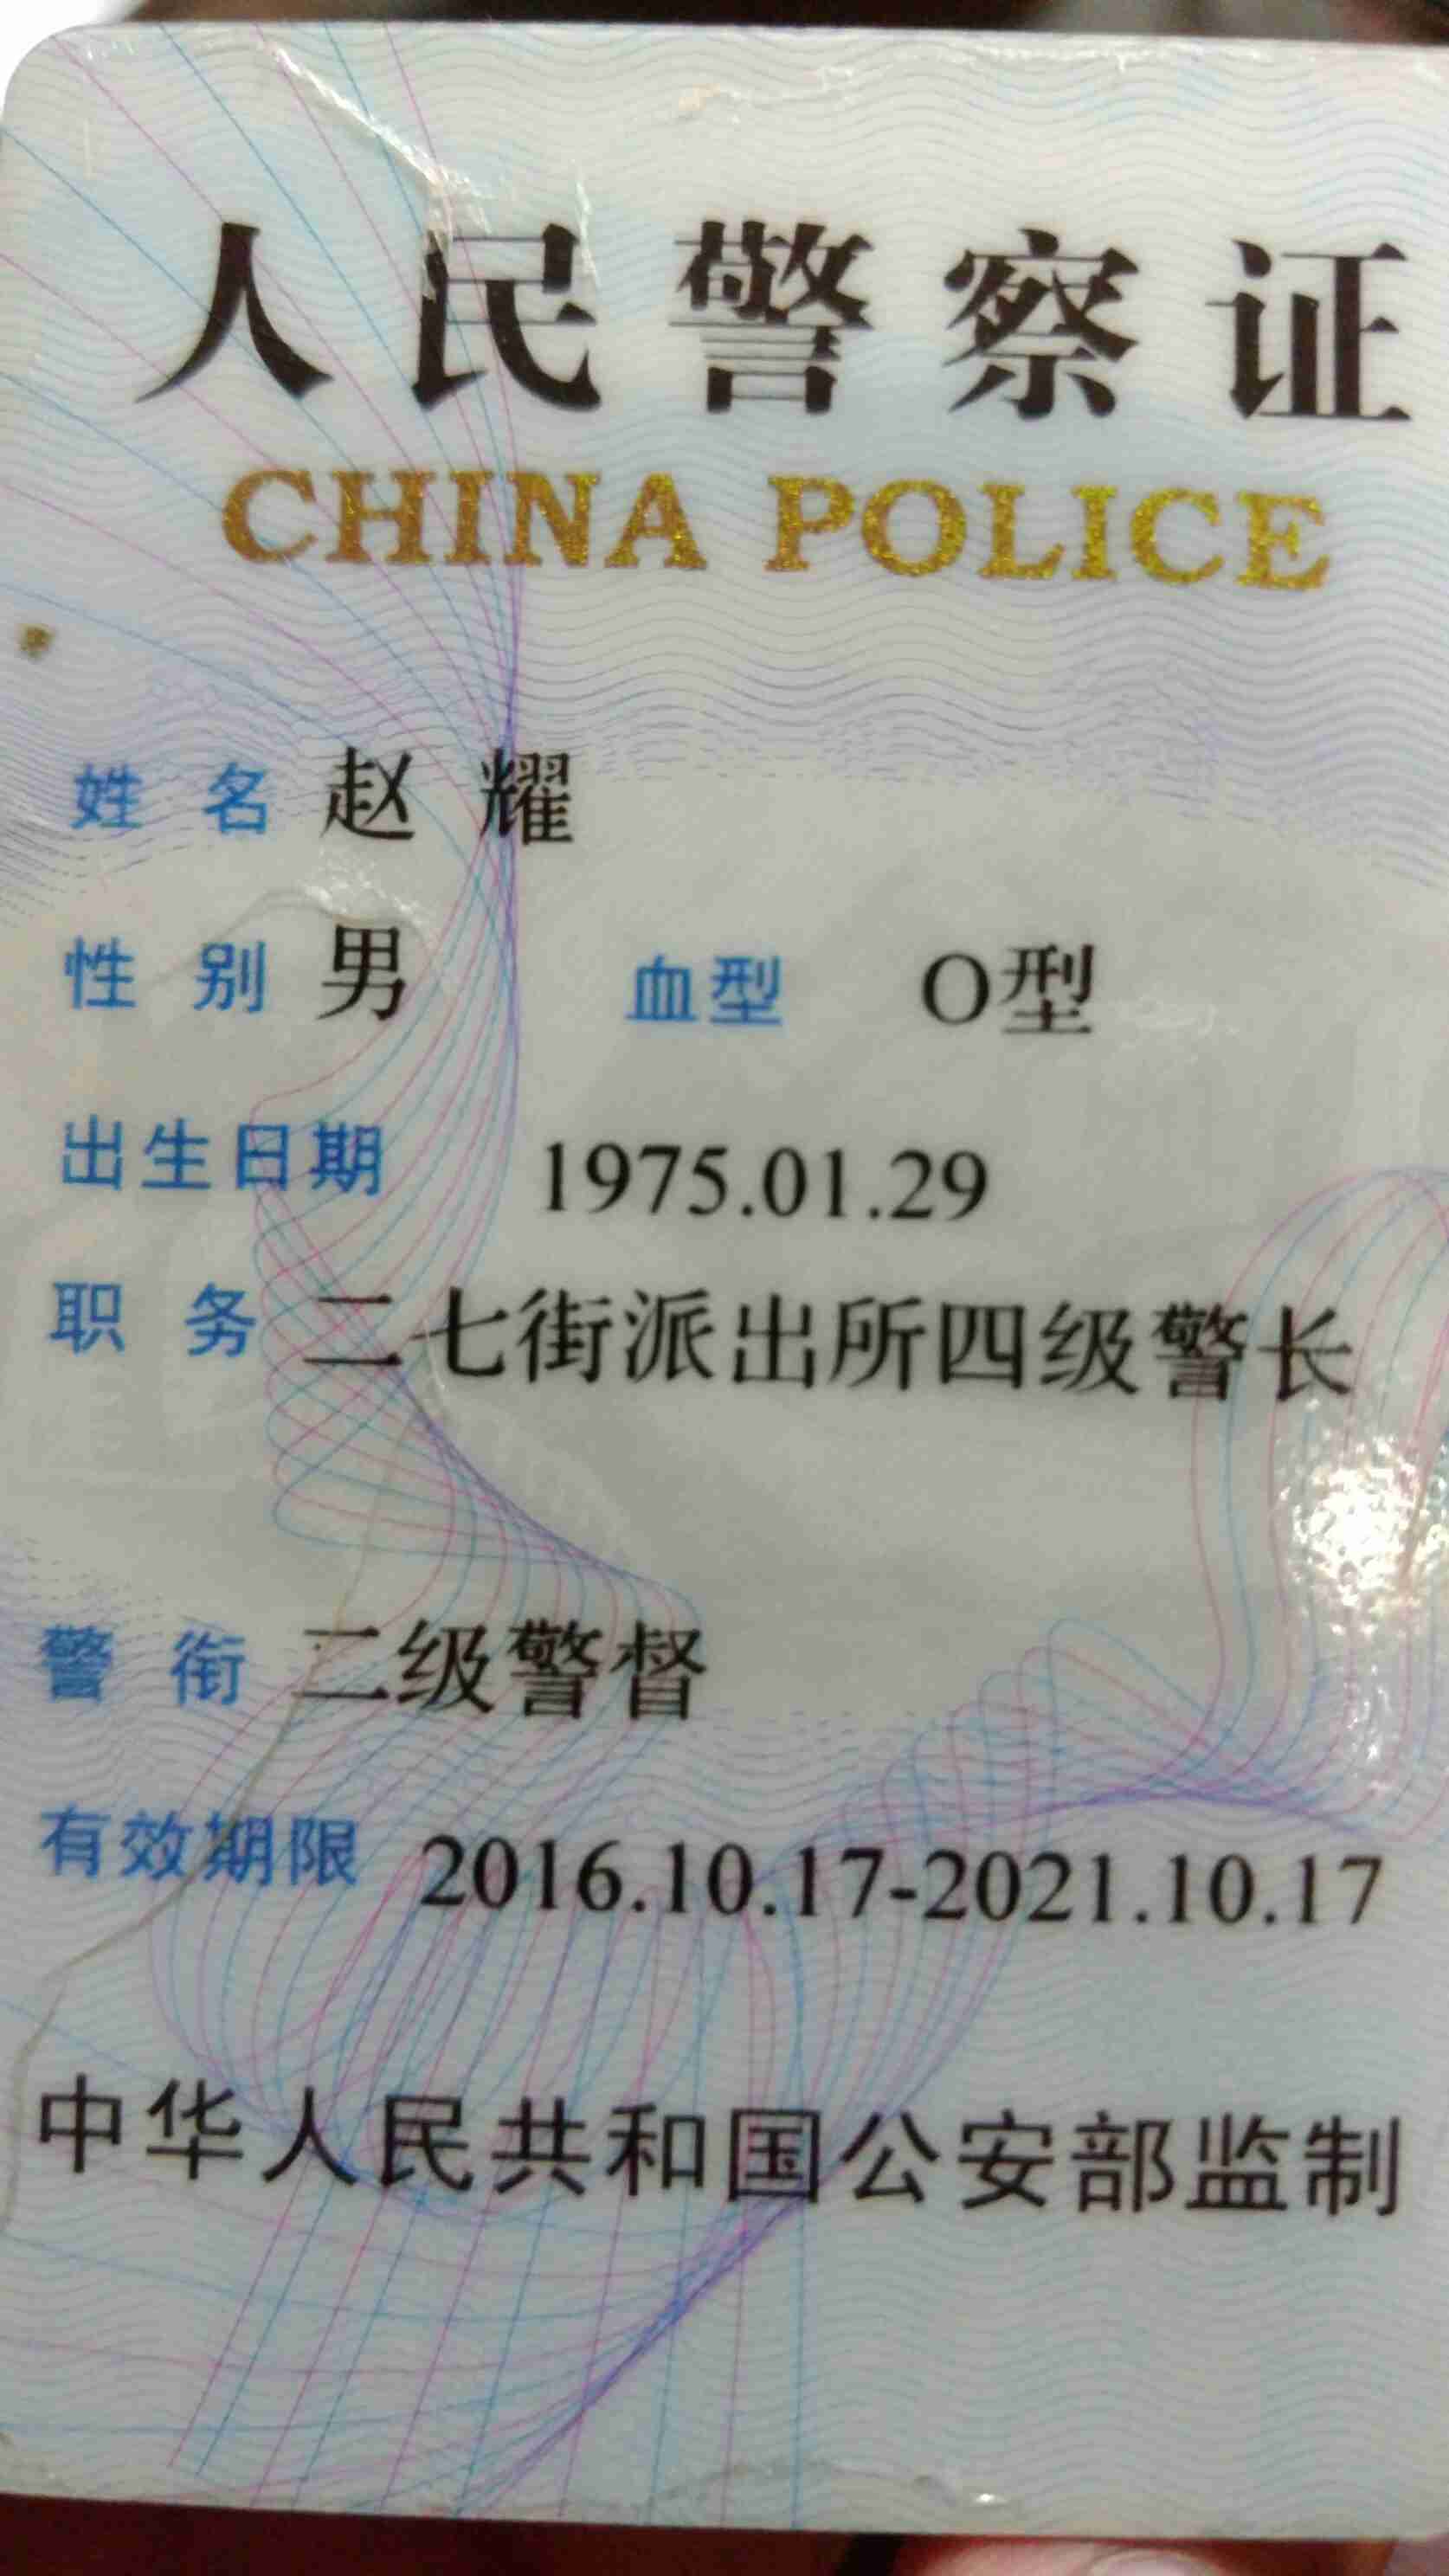 人民警察证
CHINA POLICE
姓名 赵耀
性别 男 血型 O型
出生日期 1975.01.29
职务 二七街派出所四级警长
警衔 二级警督
有效期限 2016.10.17-2021.10.17
中华人民共和国公安部监制